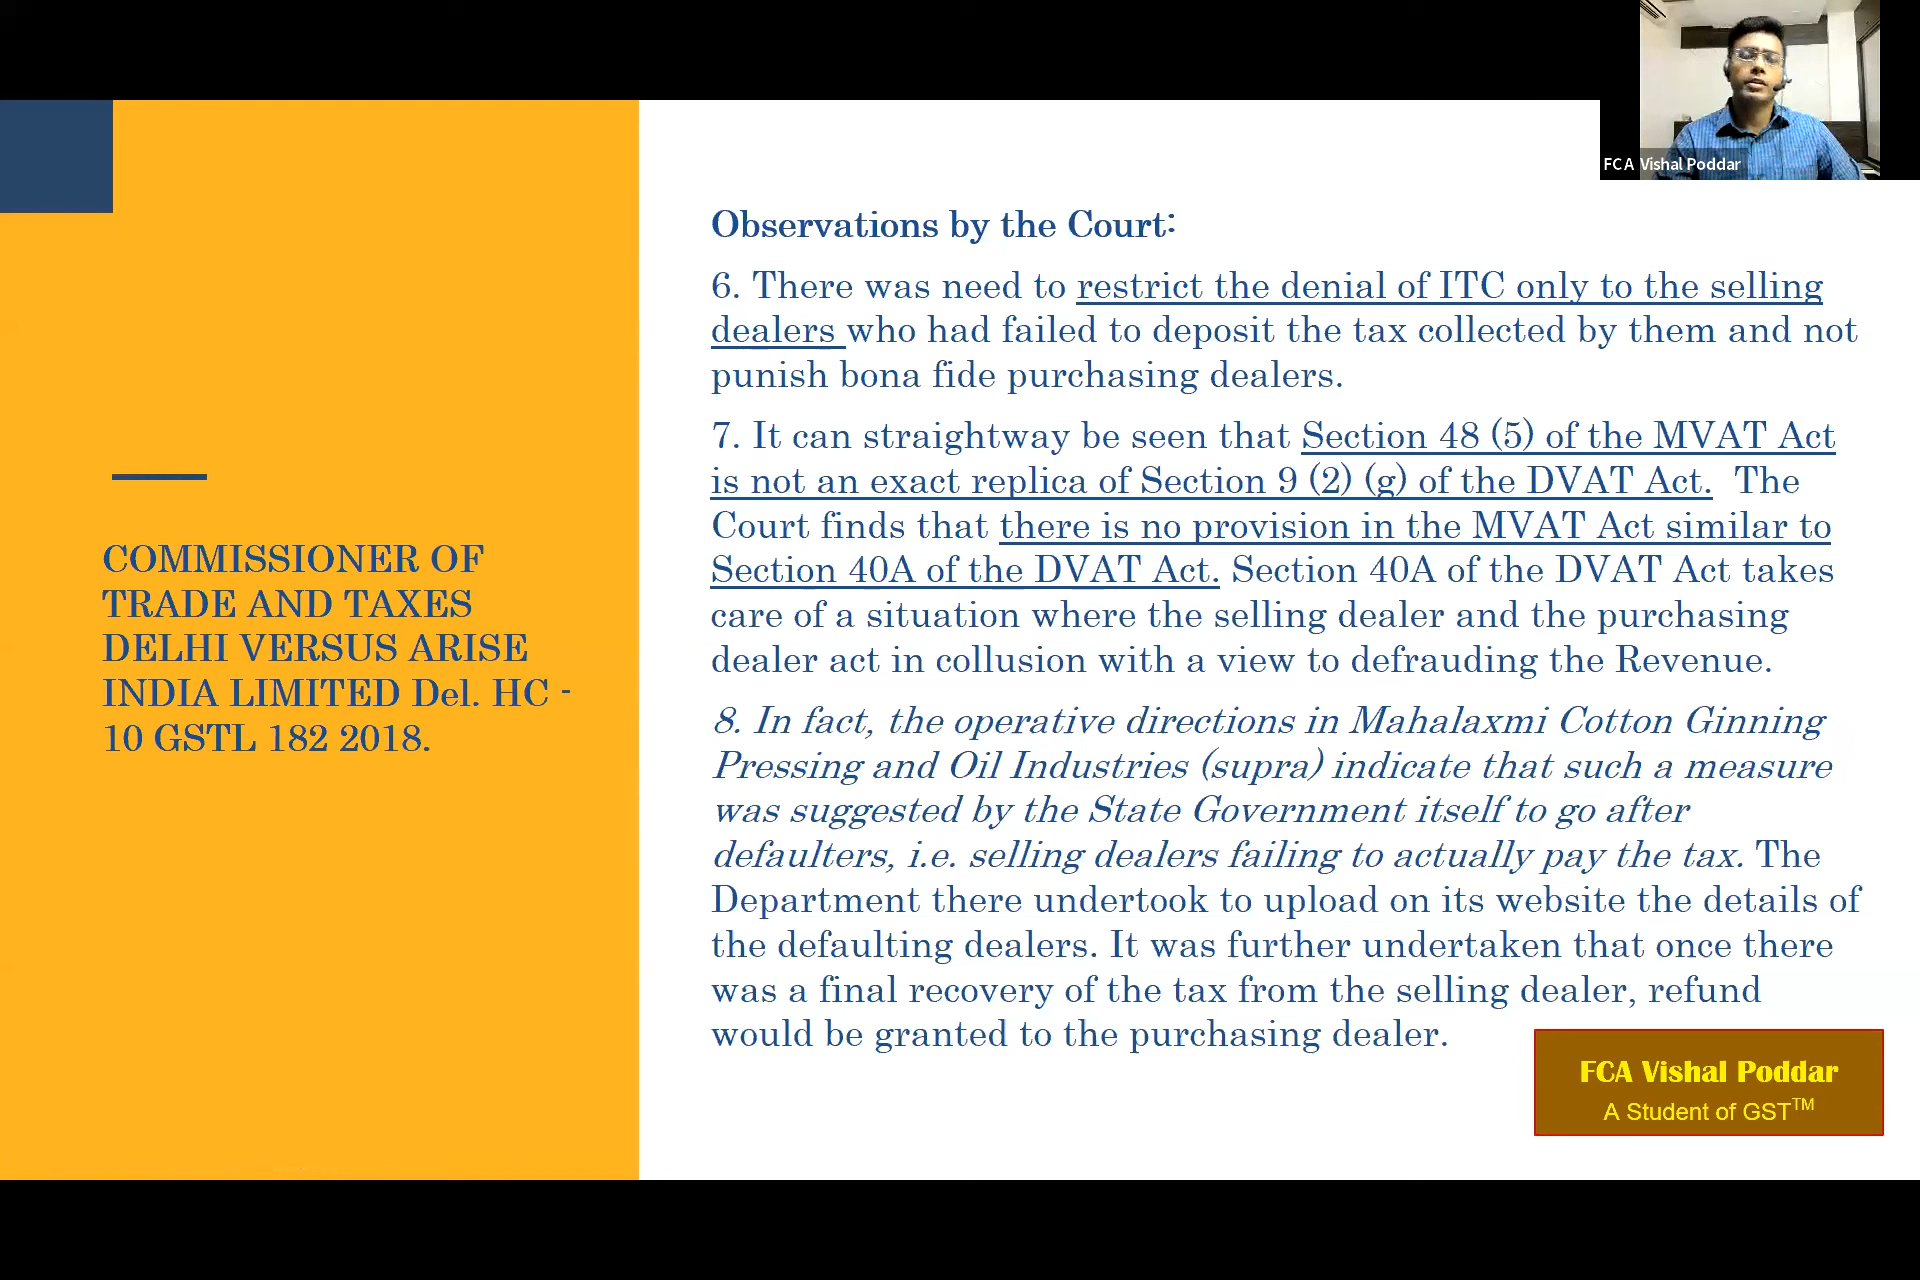 FCA Vishal Poddar
COMMISSIONER OF
TRADE AND TAXES
DELHI VERSUS ARISE
INDIA LIMITED Del. HC -
10 GSTL 182 2018.
Observations by the Court:
6. There was need to restrict the denial of ITC only to the selling
dealers who had failed to deposit the tax collected by them and not
punish bona fide purchasing dealers.
7. It can straightway be seen that Section 48 (5) of the MVAT Act
is not an exact replica of Section 9 (2) (g) of the DVAT Act. The
Court finds that there is no provision in the MVAT Act similar to
Section 40A of the DVAT Act. Section 40A of the DVAT Act takes
care of a situation where the selling dealer and the purchasing
dealer act in collusion with a view to defrauding the Revenue.
8. In fact, the operative directions in Mahalaxmi Cotton Ginning
Pressing and Oil Industries (supra) indicate that such a measure
was suggested by the State Government itself to go after
defaulters, i.e. selling dealers failing to actually pay the tax. The
Department there undertook to upload on its website the details of
the defaulting dealers. It was further undertaken that once there
was a final recovery of the tax from the selling dealer, refund
would be granted to the purchasing dealer.
FCA Vishal Poddar
A Student of GST™